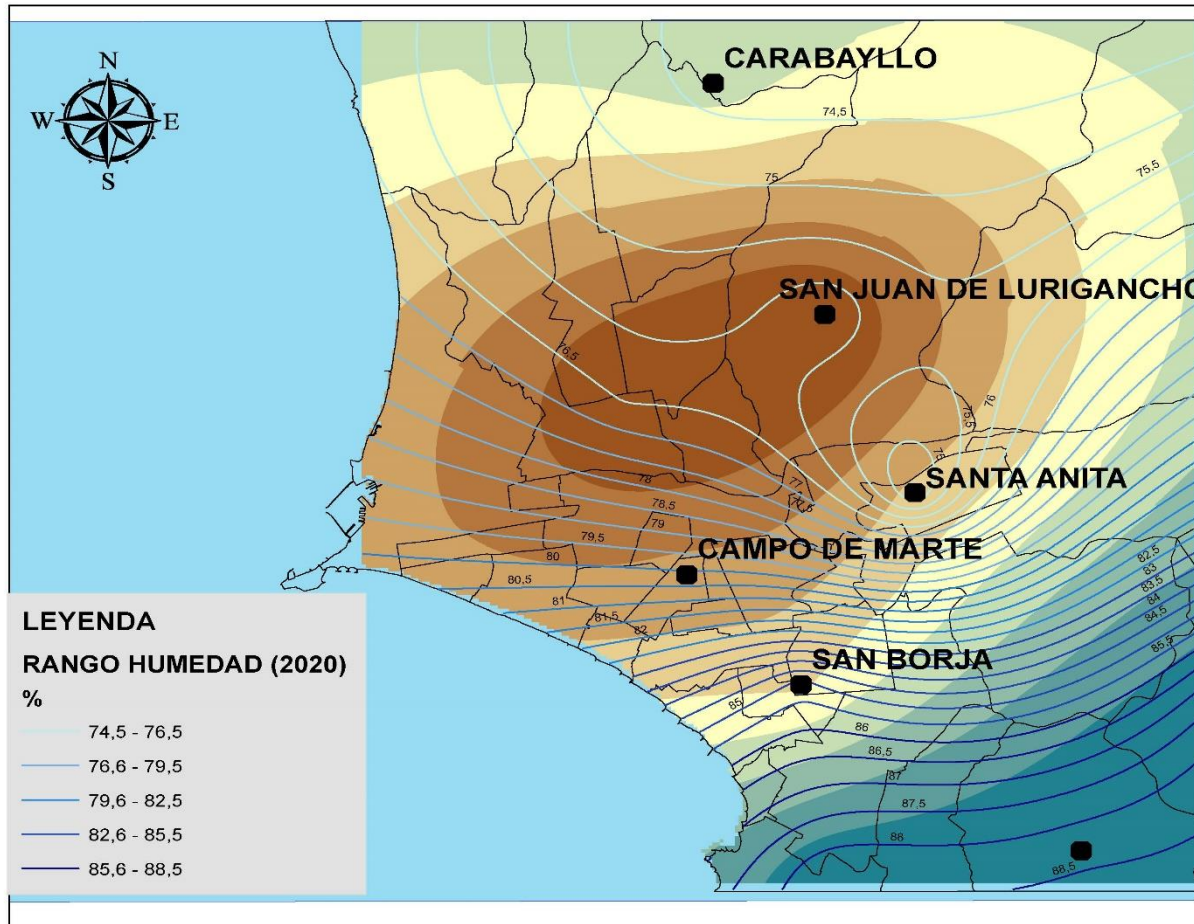 N
W E
S
CARABAYLLO
74,5
75,5
75
SAN JUAN DE LURIGANCHO
76,5
76
75,5
SANTA ANITA
77
78
77,5
78,5
79
79,5
CAMPO DE MARTE
80
80,5
81
81,5
82
82,5
83
83,5
84
84,5
85,5
SAN BORJA
85
86
86,5
87
87,5
88
88,5
LEYENDA
RANGO HUMEDAD (2020)
%
74,5 - 76,5
76,6 - 79,5
79,6 - 82,5
82,6 - 85,5
85,6 - 88,5